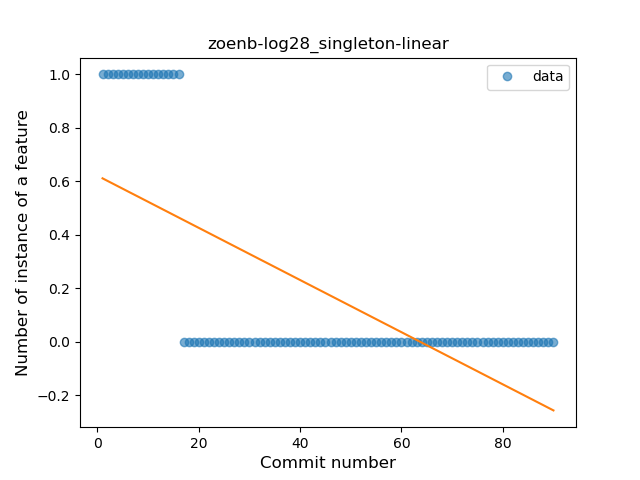 zoenb-log28_singleton-linear
data
Number of instance of a feature
1.0
0.8
0.6
0.4
0.2
0.0
−0.2
0 20 40 60 80
Commit number